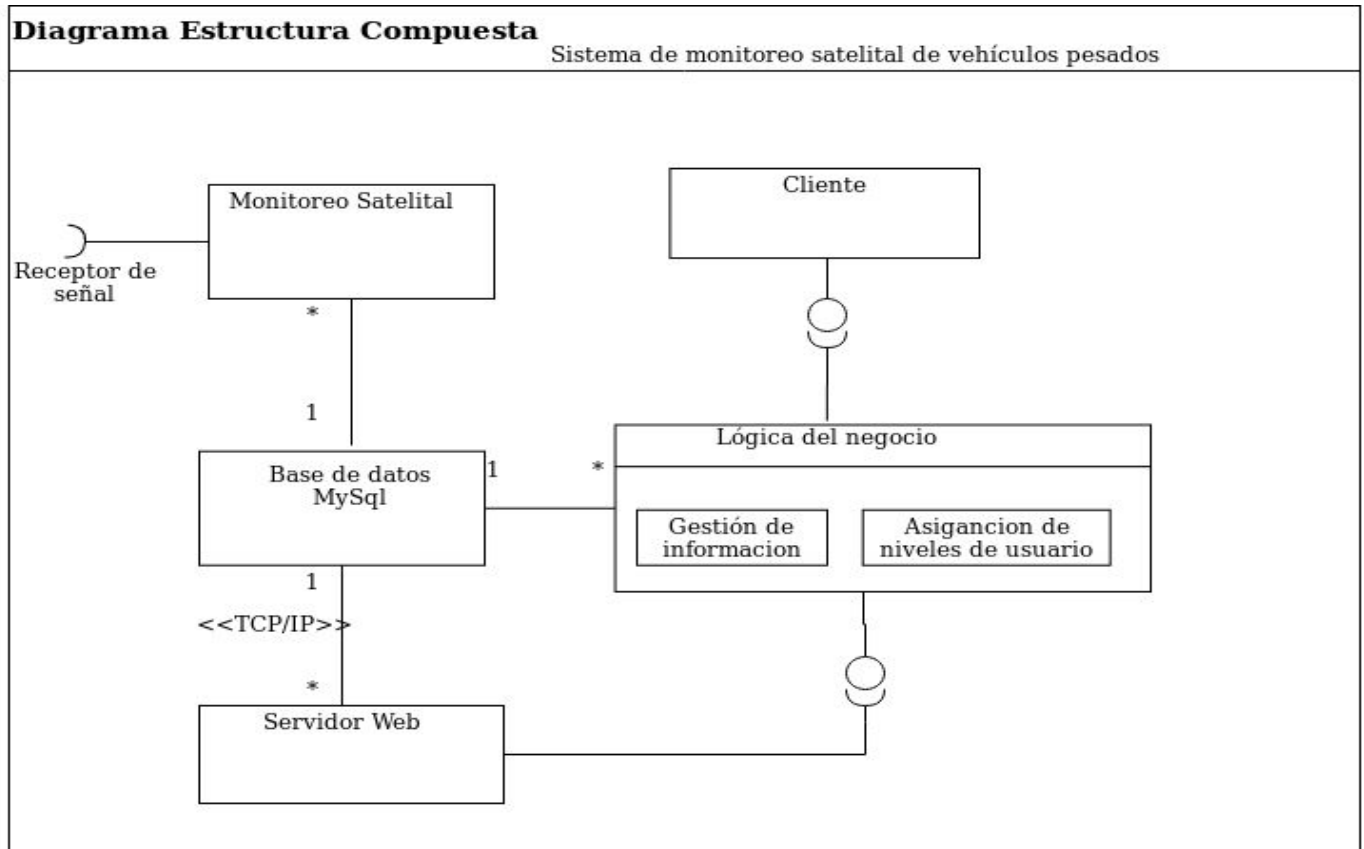 Diagrama Estructura Compuesta
Sistema de monitoreo satelital de vehículos pesados
Monitoreo Satelital
Cliente
Receptor de
señal
*
1
Lógica del negocio
Base de datos
MySql
1
*
Gestión de
informacion
Asigancion de
niveles de usuario
1
<<TCP/IP>>
*
Servidor Web